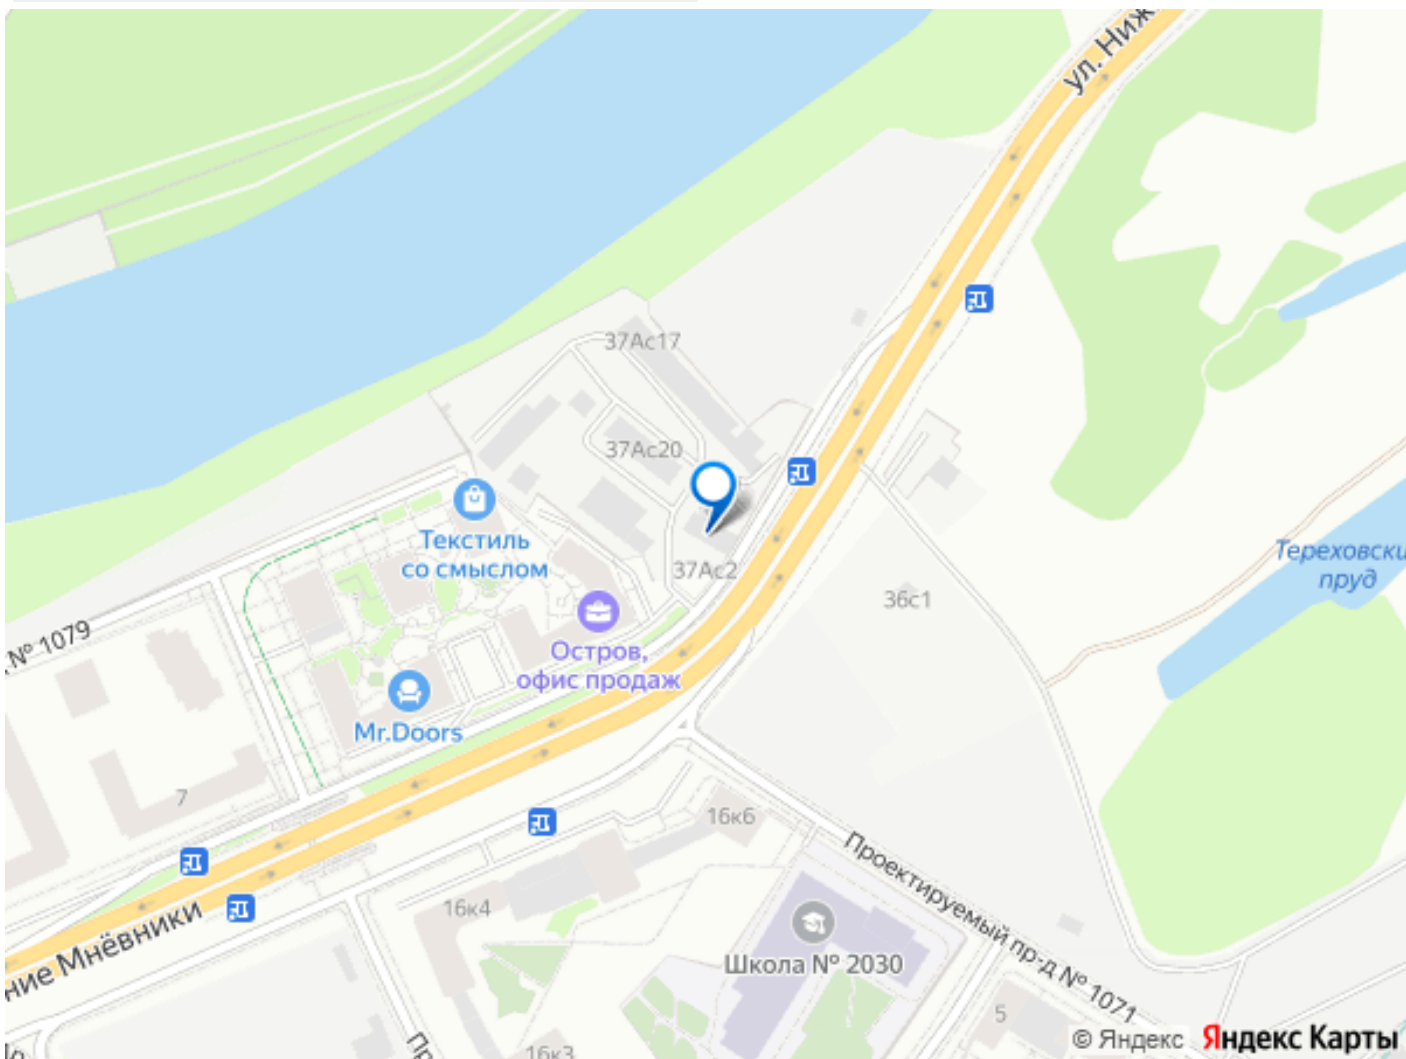 ул. Ниж
37Ас17
37Ас20
Текстиль
со смыслом
37Ас2
Тереховски
пруд
36с1
№ 1079
Остров,
офис продаж
Mr.Doors
7
16к6
Проектируемый пр-д № 1071
16к4
ние Мнёвники
Школа № 2030
5
Пр
16к3
© Яндекс Яндекс Карты